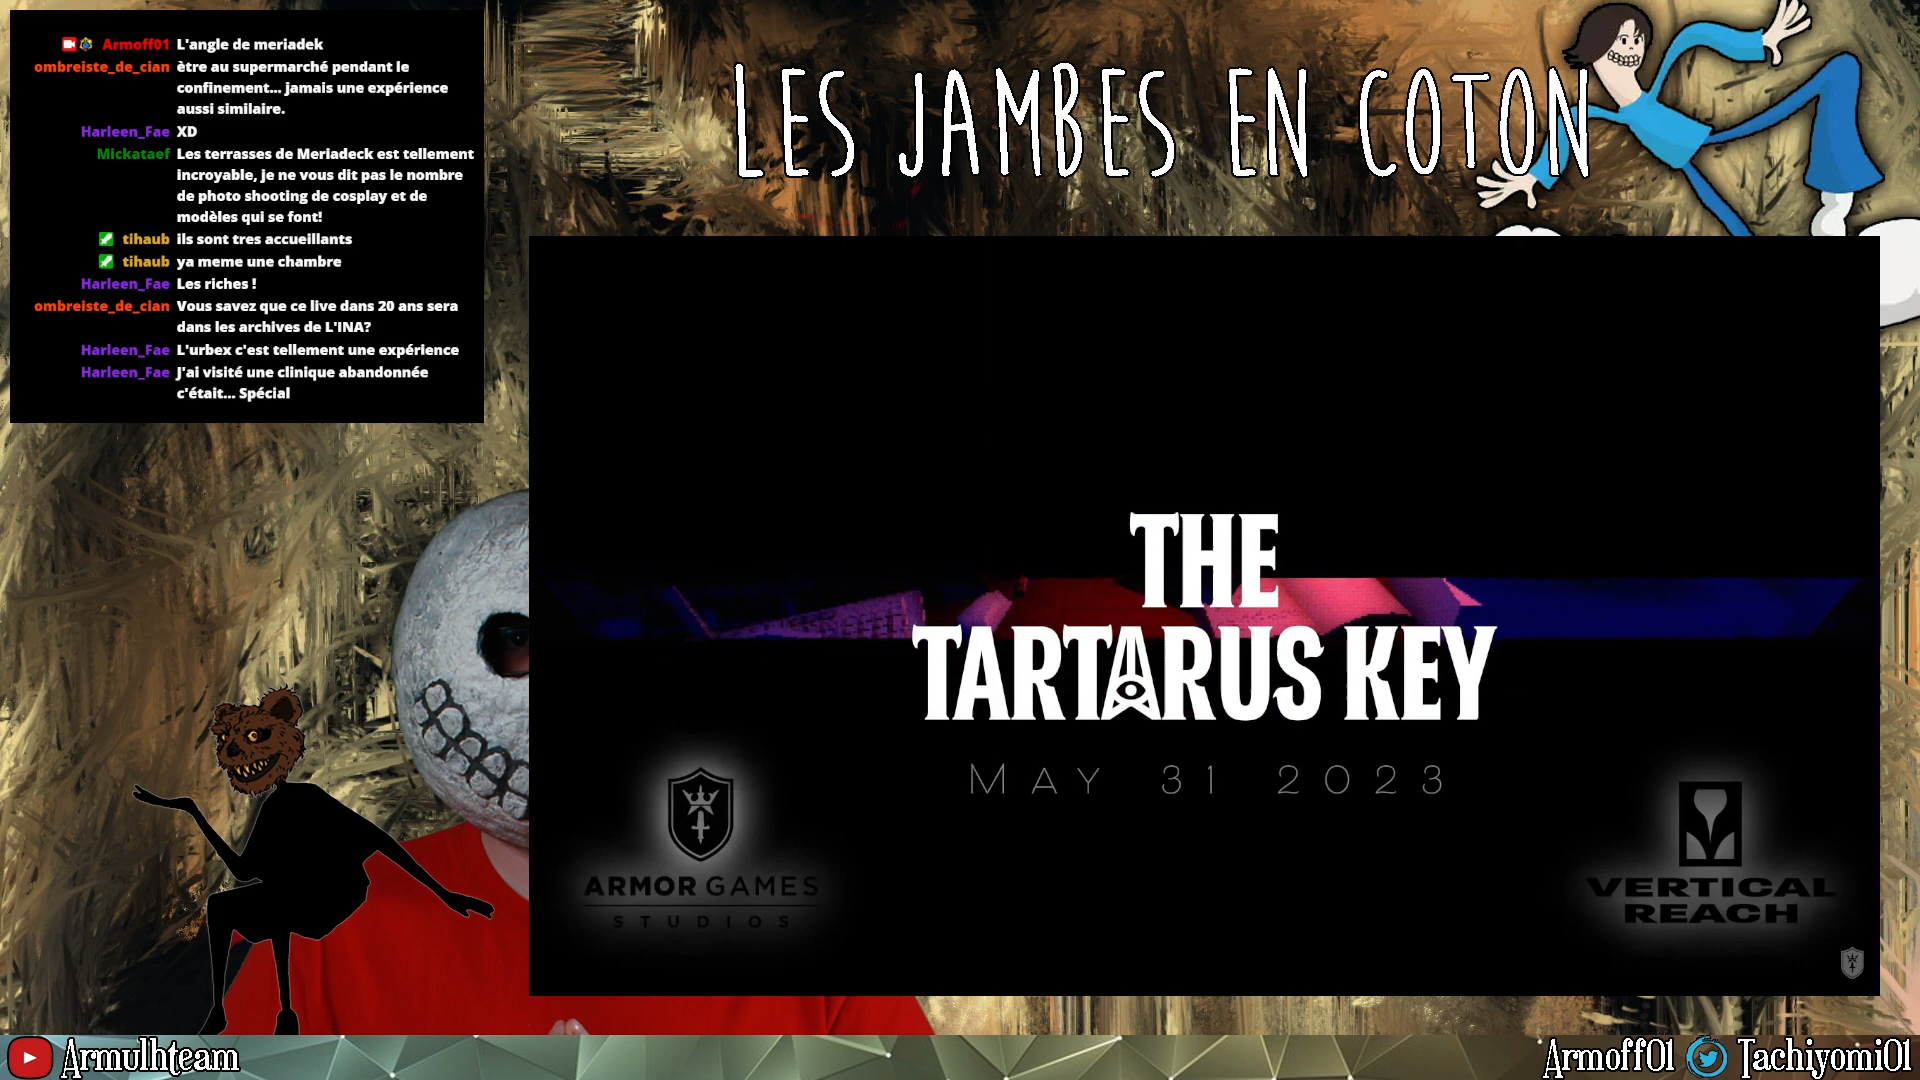 Armoff01 L'angle de meriadek
ombreiste_de_cian ètre au supermarché pendant le
confinement... jamais une expérience
aussi similaire.
Harleen_Fae XD
Mickataef Les terrasses de Meriadeck est tellement
incroyable, je ne vous dit pas le nombre
de photo shooting de cosplay et de
modèles qui se font!
tihaub ils sont tres accueillants
tihaub ya meme une chambre
Harleen_Fae Les riches !
ombreiste_de_cian Vous savez que ce live dans 20 ans sera
dans les archives de L'INA?
Harleen_Fae L'urbex c'est tellement une expérience
Harleen_Fae J'ai visité une clinique abandonnée
c'était... Spécial
LES JAMBES EN COTON
THE
TARTARUS KEY
MAY 31 2023
ARMOR GAMES
STUDIOS
VERTICAL
REACH
Armulhteam
Armoff01
Tachiyomi01